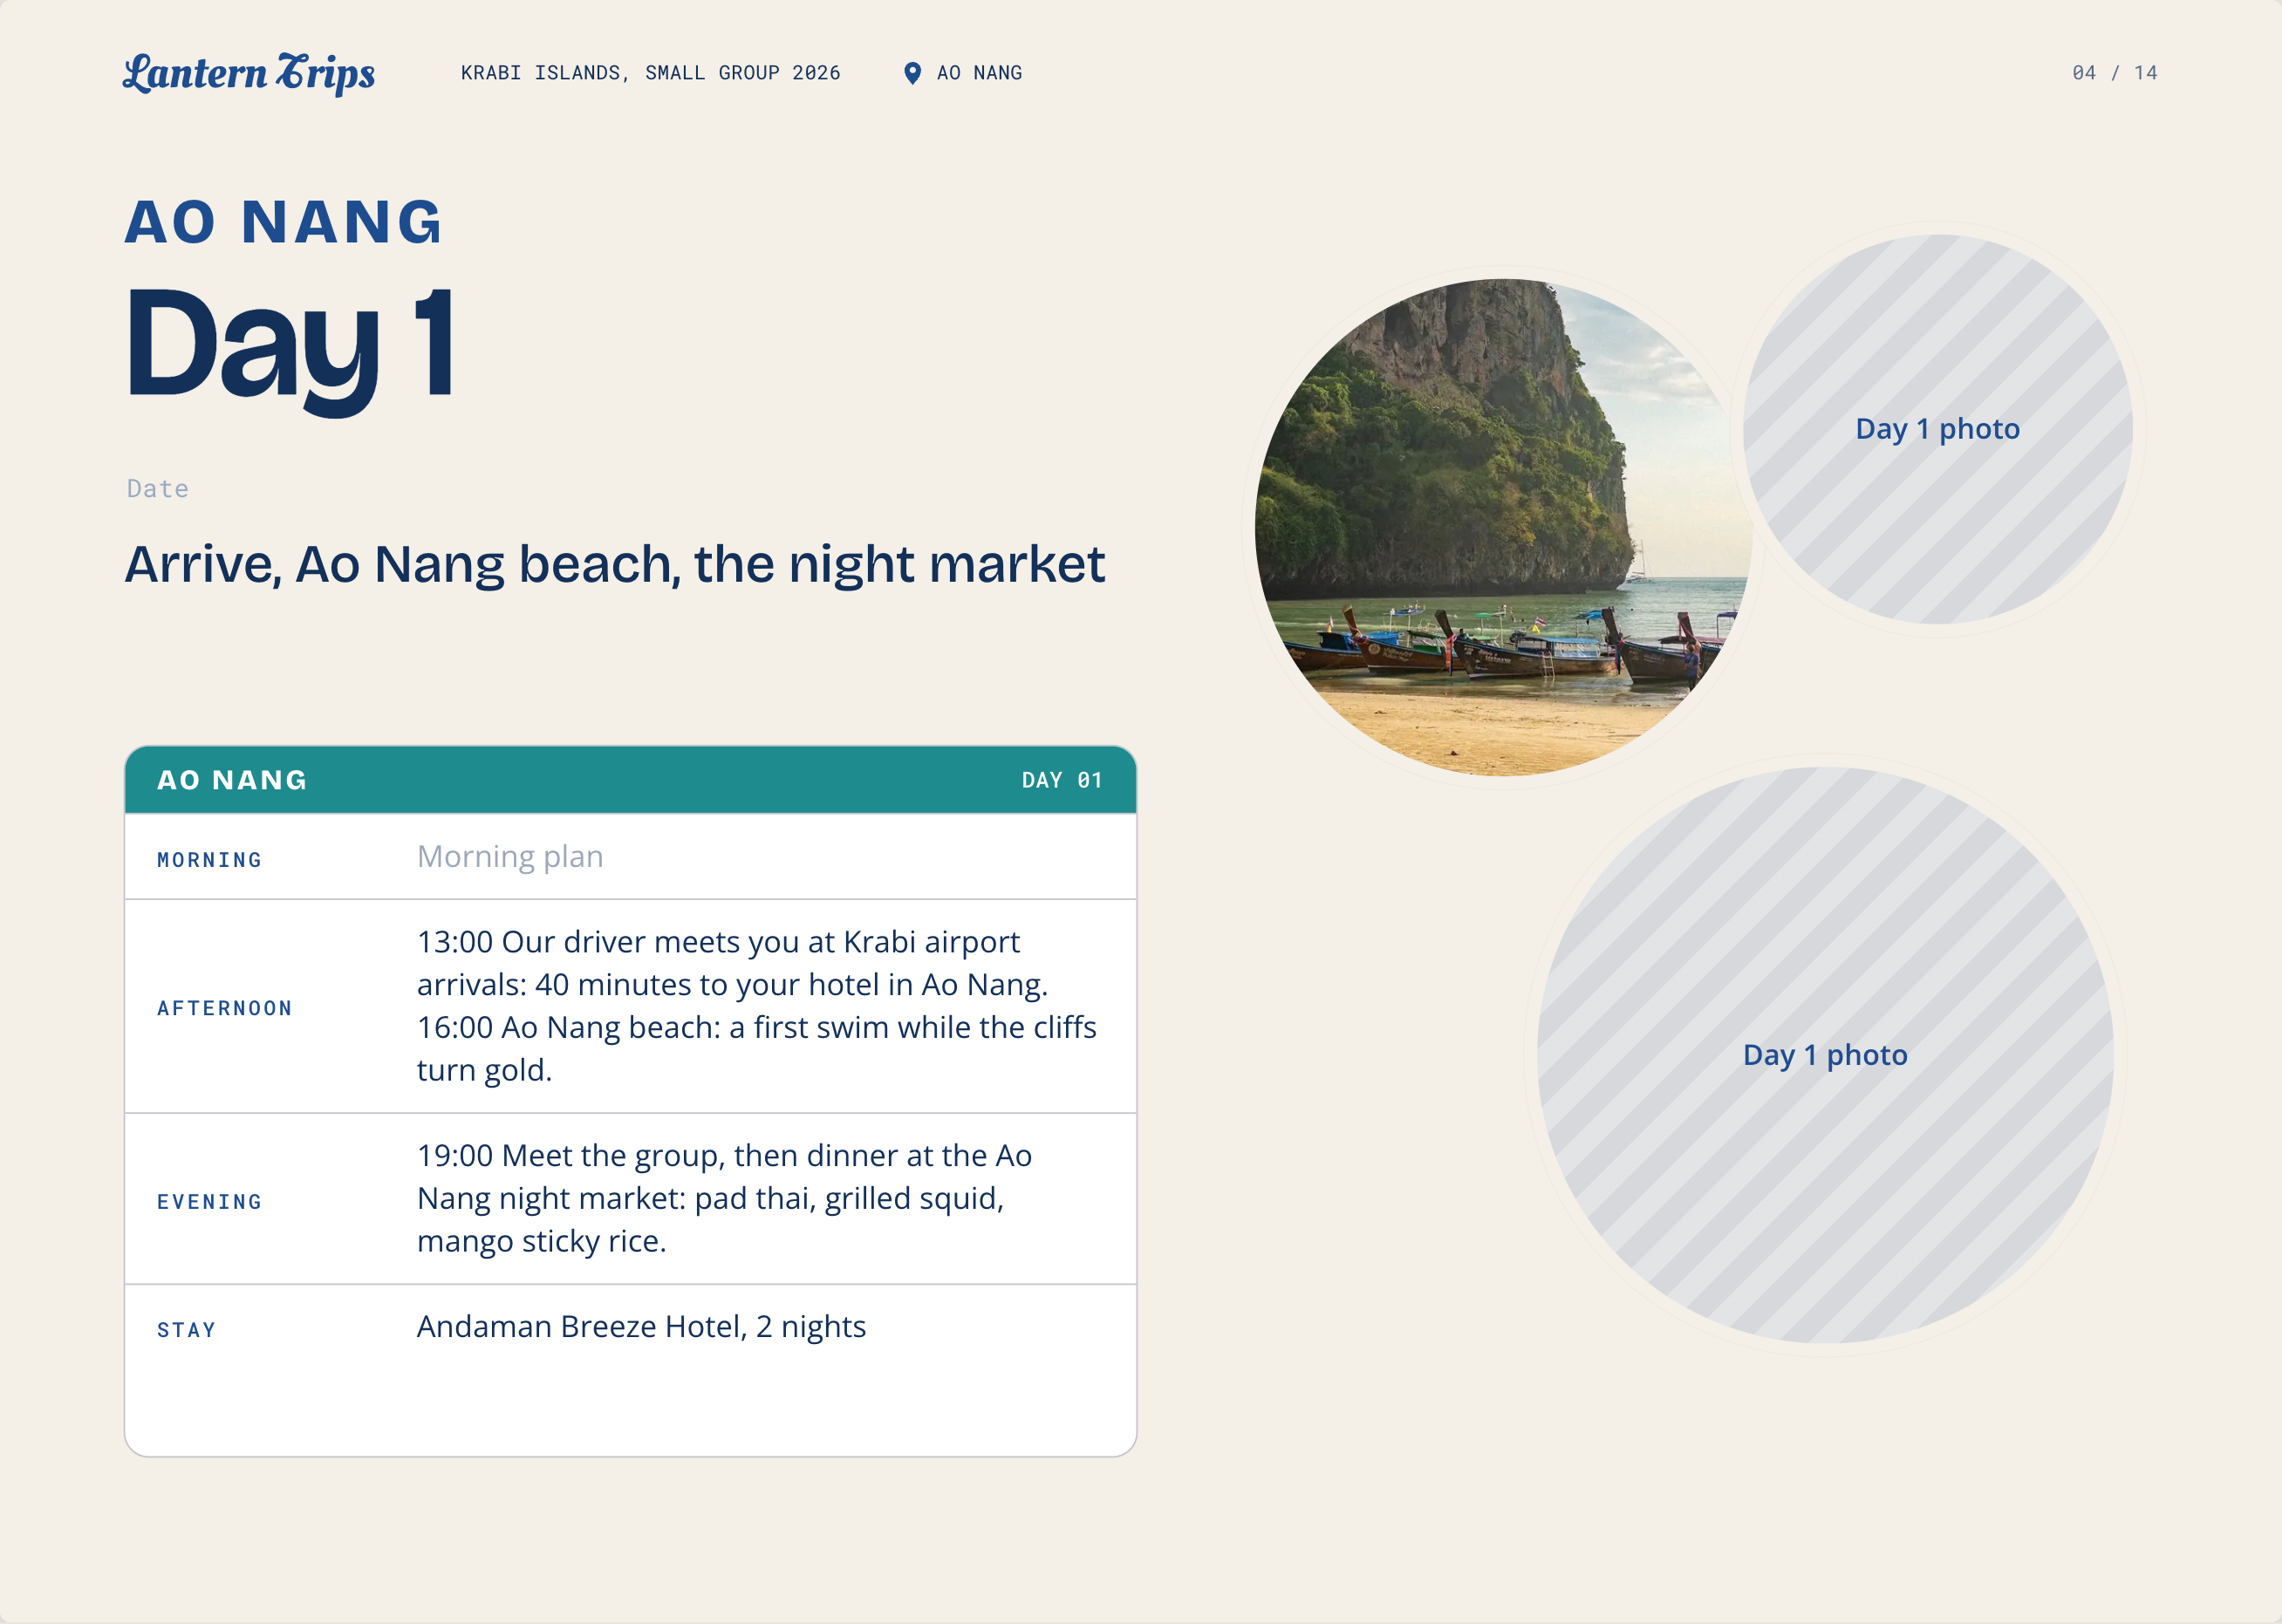 Lantern Trips
KRABI ISLANDS, SMALL GROUP 2026
AO NANG
04 / 14
AO NANG
Day 1
Date
Arrive, Ao Nang beach, the night market
Day 1 photo
Day 1 photo
AO NANG
DAY 01
MORNING
Morning plan
AFTERNOON
13:00 Our driver meets you at Krabi airport
arrivals: 40 minutes to your hotel in Ao Nang.
16:00 Ao Nang beach: a first swim while the cliffs
turn gold.
EVENING
19:00 Meet the group, then dinner at the Ao
Nang night market: pad thai, grilled squid,
mango sticky rice.
STAY
Andaman Breeze Hotel, 2 nights